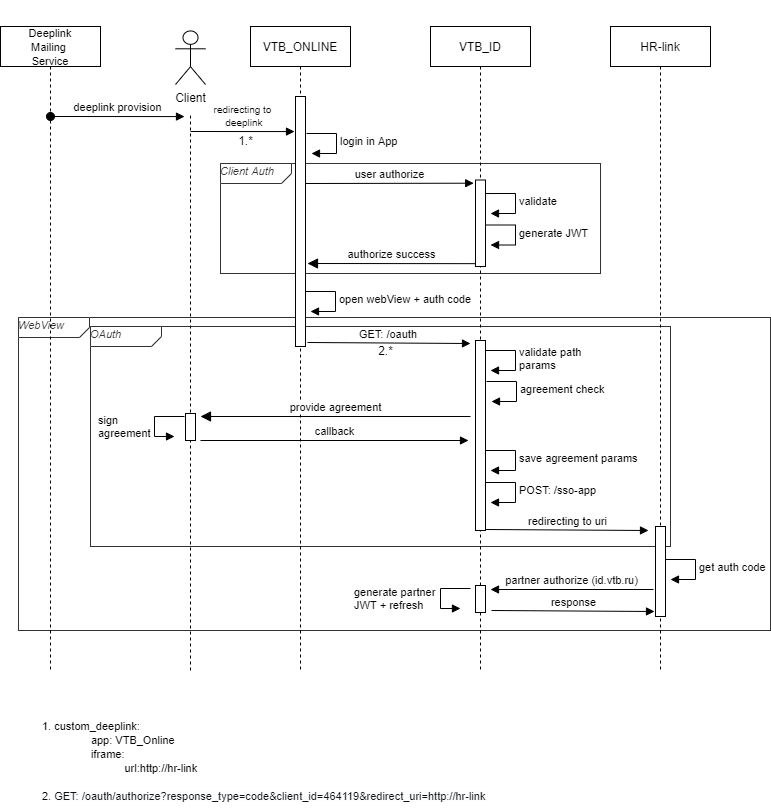 Deeplink
Mailing
Service
VTB_ONLINE
VTB_ID
HR-link
Client
deeplink provision
redirecting to
deeplink
1.*
login in App
Client Auth
user authorize
validate
generate JWT
authorize success
open webView + auth code
WebView
OAuth
GET: /oauth
2.*
validate path
params
agreement check
provide agreement
sign
agreement
callback
save agreement params
POST: /sso-app
redirecting to uri
get auth code
partner authorize (id.vtb.ru)
generate partner
JWT + refresh
response
1. custom_deeplink:
app: VTB_Online
iframe:
url:http://hr-link
2. GET: /oauth/authorize?response_type=code&client_id=464119&redirect_uri=http://hr-link